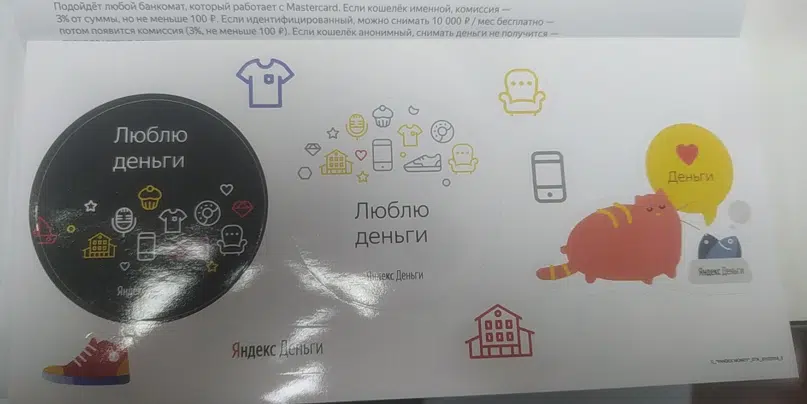 Подойдёт любой банкомат, который работает с Mastercard. Если кошелёк именной, комиссия —
3% от суммы, но не меньше 100 ₽. Если идентифицированный, можно снимать 10 000 ₽ / мес бесплатно —
потом появится комиссия (3%, не меньше 100 ₽). Если кошелёк анонимный, снимать деньги не получится —
Люблю
деньги
Яндекс
Люблю
деньги
Яндекс Деньги
Деньги
Яндекс Деньги
Яндекс Деньги